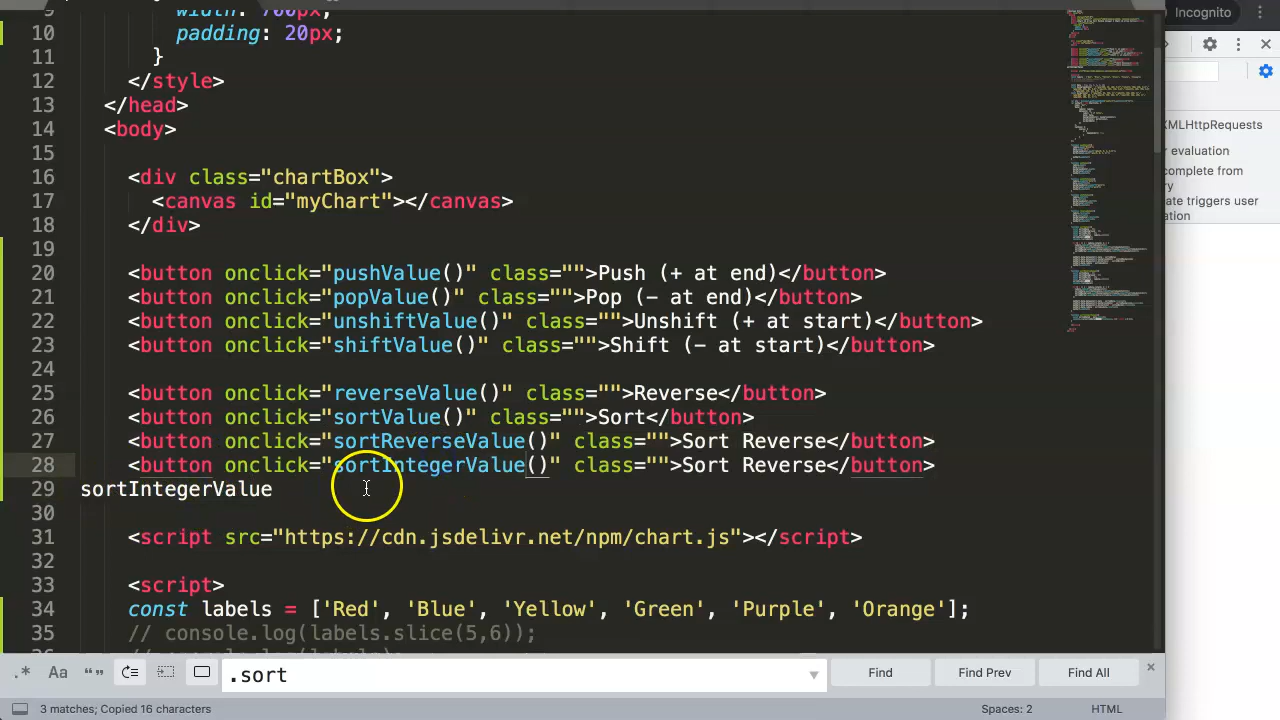 9 width: 700px;
10 padding: 20px;
11 }
12 </style>
13 </head>
14 <body>
15
16 <div class="chartBox">
17 <canvas id="myChart"></canvas>
18 </div>
19
20 <button onclick="pushValue()" class="">Push (+ at end)</button>
21 <button onclick="popValue()" class="">Pop (- at end)</button>
22 <button onclick="unshiftValue()" class="">Unshift (+ at start)</button>
23 <button onclick="shiftValue()" class="">Shift (- at start)</button>
24
25 <button onclick="reverseValue()" class="">Reverse</button>
26 <button onclick="sortValue()" class="">Sort</button>
27 <button onclick="sortReverseValue()" class="">Sort Reverse</button>
28 <button onclick="sortIntegerValue()" class="">Sort Reverse</button>
29 sortIntegerValue
30
31 <script src="https://cdn.jsdelivr.net/npm/chart.js"></script>
32
33 <script>
34 const labels = ['Red', 'Blue', 'Yellow', 'Green', 'Purple', 'Orange'];
35 // console.log(labels.slice(5,6));
.* Aa .sort Find Find Prev Find All
3 matches; Copied 16 characters Spaces: 2 HTML
Incognito
XMLHttpRequests
evaluation
complete from
ate triggers user